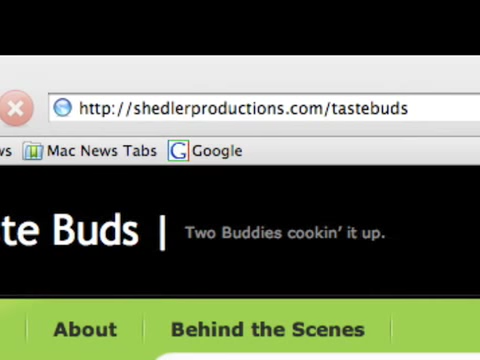 http://shedlerproductions.com/tastebuds
ws Mac News Tabs Google
te Buds | Two Buddies cookin' it up.
About Behind the Scenes